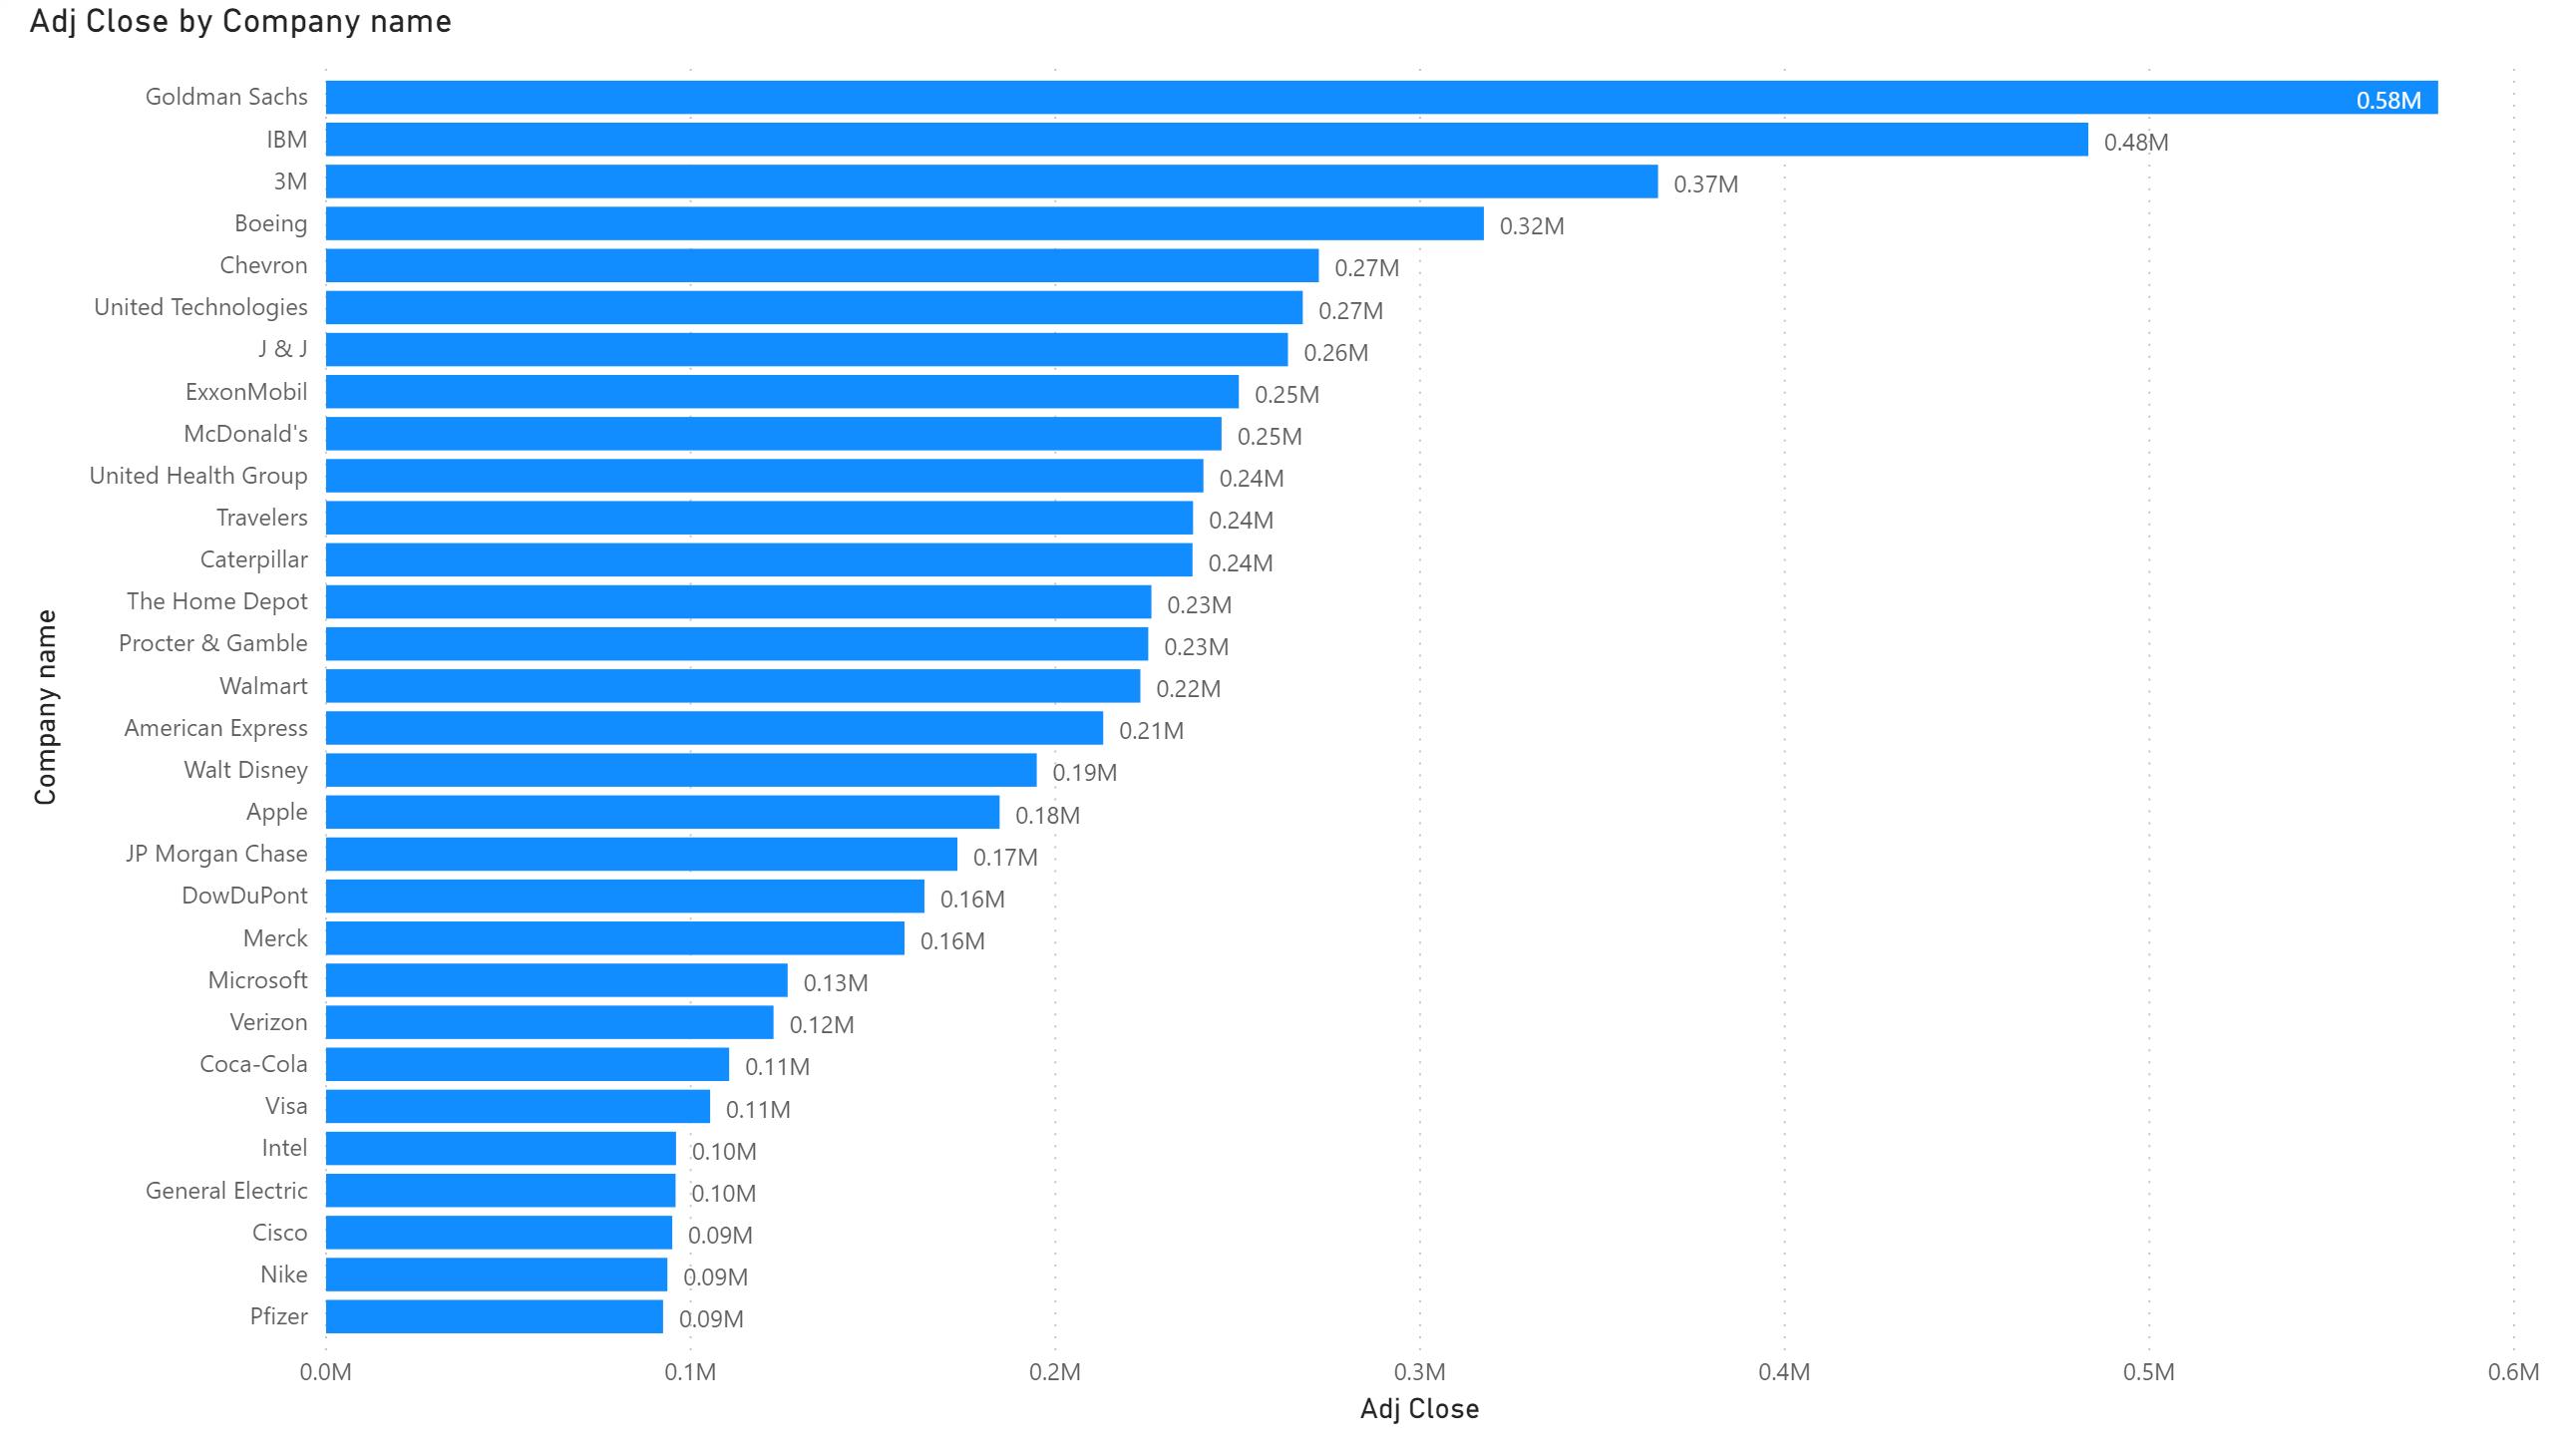 Adj Close by Company name
Goldman Sachs 0.58M
IBM 0.48M
3M 0.37M
Boeing 0.32M
Chevron 0.27M
United Technologies 0.27M
J & J 0.26M
ExxonMobil 0.25M
McDonald's 0.25M
United Health Group 0.24M
Travelers 0.24M
Caterpillar 0.24M
The Home Depot 0.23M
Procter & Gamble 0.23M
Walmart 0.22M
American Express 0.21M
Walt Disney 0.19M
Apple 0.18M
JP Morgan Chase 0.17M
DowDuPont 0.16M
Merck 0.16M
Microsoft 0.13M
Verizon 0.12M
Coca-Cola 0.11M
Visa 0.11M
Intel 0.10M
General Electric 0.10M
Cisco 0.09M
Nike 0.09M
Pfizer 0.09M
Company name
0.0M 0.1M 0.2M 0.3M 0.4M 0.5M 0.6M
Adj Close